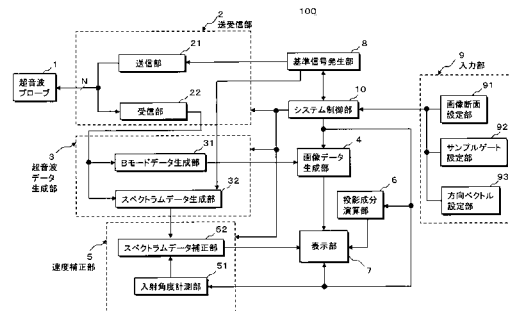 100
2
送受信部
1
超音波
プローブ
N
21
送信部
22
受信部
8
基準信号発生部
10
システム制御部
9
入力部
91
画像断面
設定部
92
サンプルゲート
設定部
93
方向ベクトル
設定部
3
超音波
データ
生成部
31
Bモードデータ生成部
32
スペクトラムデータ生成部
4
画像データ
生成部
6
投影成分
演算部
5
速度補正部
52
スペクトラムデータ補正部
51
入射角度計測部
表示部
7